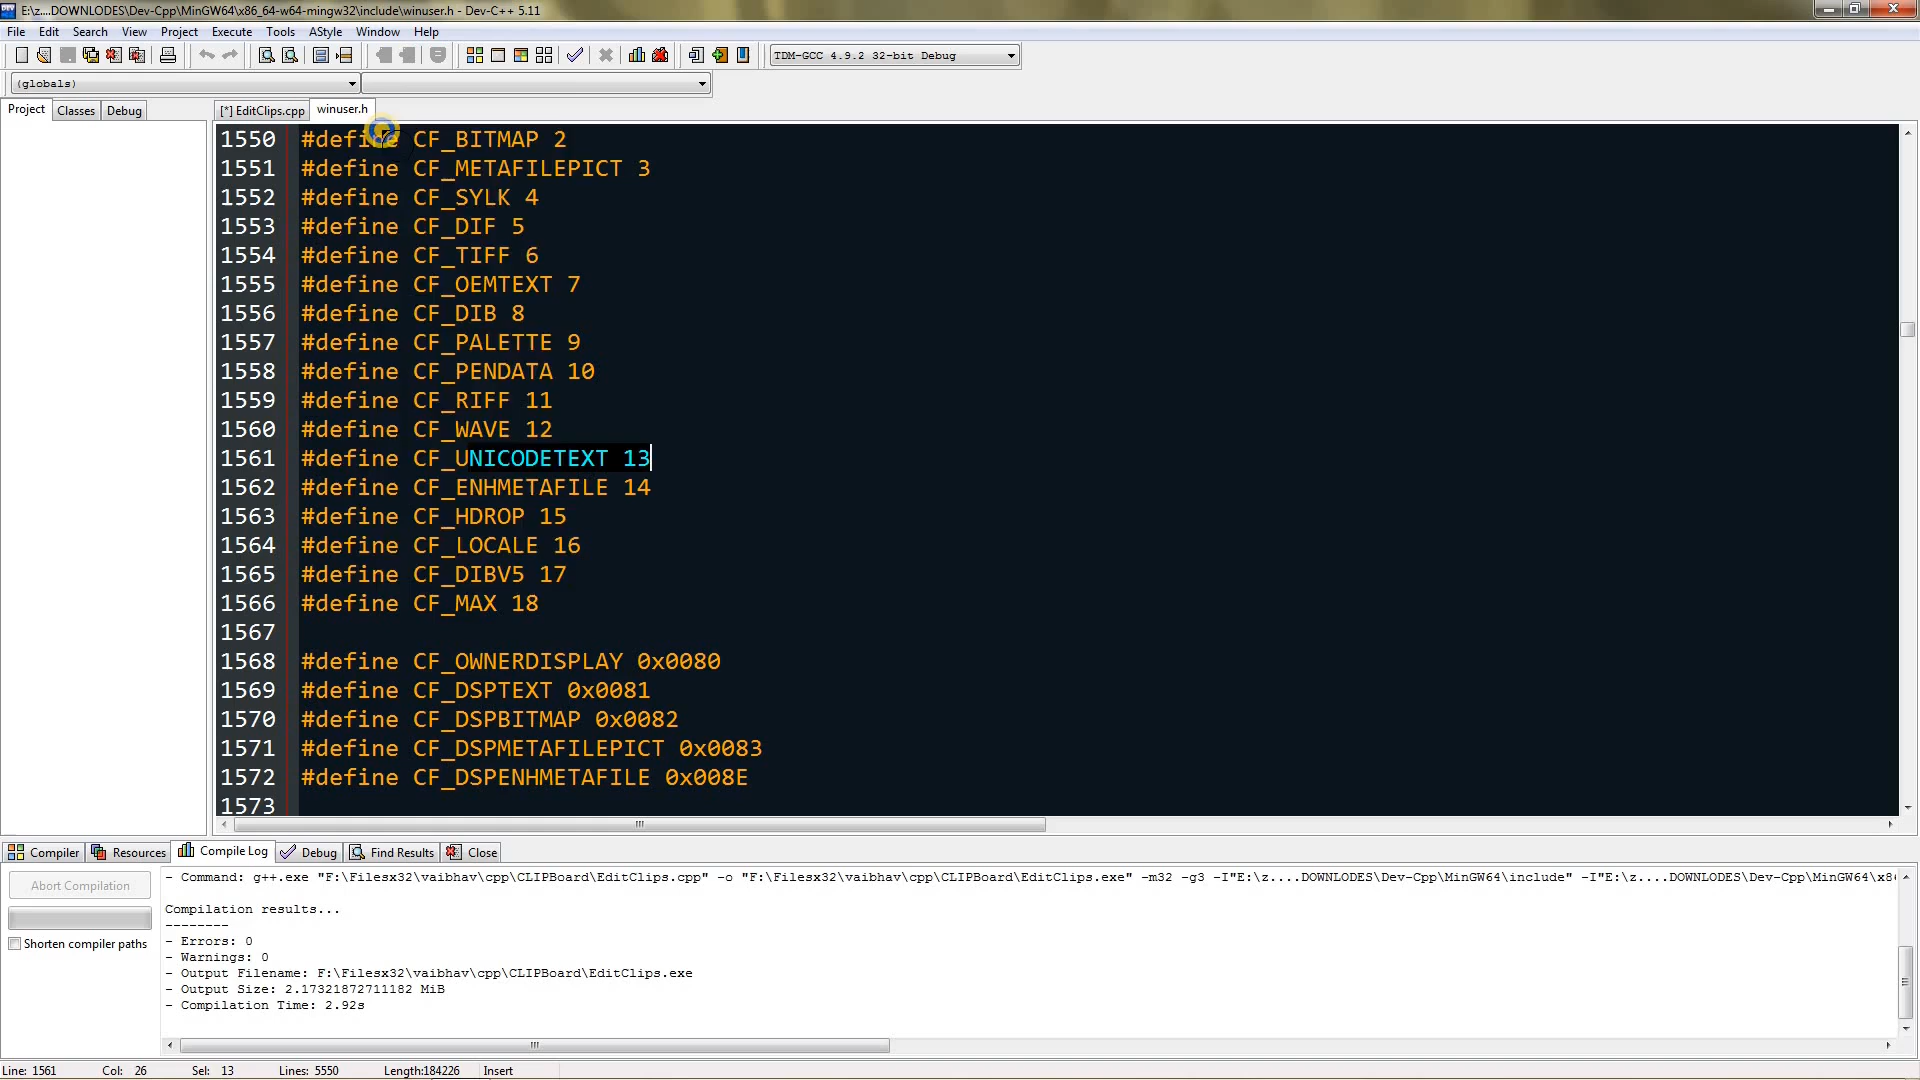 E:\z....DOWNLODES\Dev-Cpp\MinGW64\x86_64-w64-mingw32\include\winuser.h - Dev-C++ 5.11
File Edit Search View Project Execute Tools AStyle Window Help
TDM-GCC 4.9.2 32-bit Debug
(globals)
Project Classes Debug [*] EditClips.cpp winuser.h
1550 #define CF_BITMAP 2
1551 #define CF_METAFILEPICT 3
1552 #define CF_SYLK 4
1553 #define CF_DIF 5
1554 #define CF_TIFF 6
1555 #define CF_OEMTEXT 7
1556 #define CF_DIB 8
1557 #define CF_PALETTE 9
1558 #define CF_PENDATA 10
1559 #define CF_RIFF 11
1560 #define CF_WAVE 12
1561 #define CF_UNICODETEXT 13
1562 #define CF_ENHMETAFILE 14
1563 #define CF_HDROP 15
1564 #define CF_LOCALE 16
1565 #define CF_DIBV5 17
1566 #define CF_MAX 18
1567
1568 #define CF_OWNERDISPLAY 0x0080
1569 #define CF_DSPTEXT 0x0081
1570 #define CF_DSPBITMAP 0x0082
1571 #define CF_DSPMETAFILEPICT 0x0083
1572 #define CF_DSPENHMETAFILE 0x008E
1573
Compiler Resources Compile Log Debug Find Results Close
Abort Compilation
Shorten compiler paths
- Command: g++.exe "F:\Filesx32\vaibhav\cpp\CLIPBoard\EditClips.cpp" -o "F:\Filesx32\vaibhav\cpp\CLIPBoard\EditClips.exe" -m32 -g3 -I"E:\z....DOWNLODES\Dev-Cpp\MinGW64\include" -I"E:\z....DOWNLODES\Dev-Cpp\MinGW64\x8
Compilation results...
--------
- Errors: 0
- Warnings: 0
- Output Filename: F:\Filesx32\vaibhav\cpp\CLIPBoard\EditClips.exe
- Output Size: 2.17321872711182 MiB
- Compilation Time: 2.92s
Line: 1561 Col: 26 Sel: 13 Lines: 5550 Length:184226 Insert